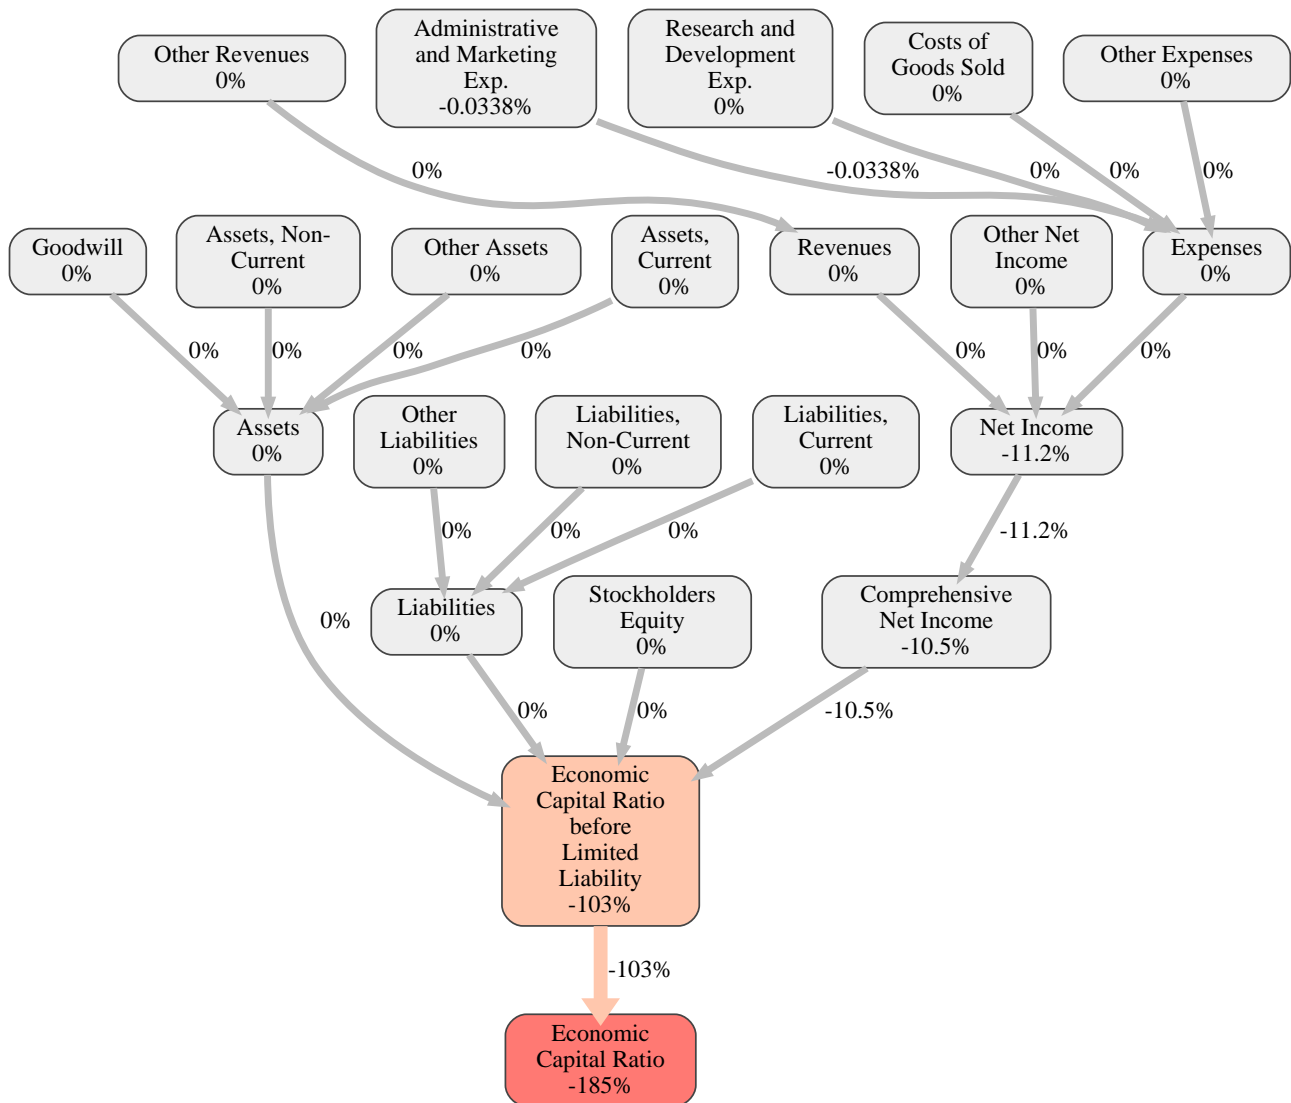 Other Revenues
0%
Administrative
and Marketing
Exp.
-0.0338%
Research and
Development
Exp.
0%
Costs of
Goods Sold
0%
Other Expenses
0%
0%
-0.0338%
0%
0%
0%
Goodwill
0%
Assets, Non-
Current
0%
Other Assets
0%
Assets,
Current
0%
Revenues
0%
Other Net
Income
0%
Expenses
0%
0%
0%
0%
0%
0%
0%
0%
Assets
0%
Other
Liabilities
0%
Liabilities,
Non-Current
0%
Liabilities,
Current
0%
Net Income
-11.2%
0%
0%
0%
-11.2%
0%
Liabilities
0%
Stockholders
Equity
0%
Comprehensive
Net Income
-10.5%
0%
0%
-10.5%
Economic
Capital Ratio
before
Limited
Liability
-103%
-103%
Economic
Capital Ratio
-185%